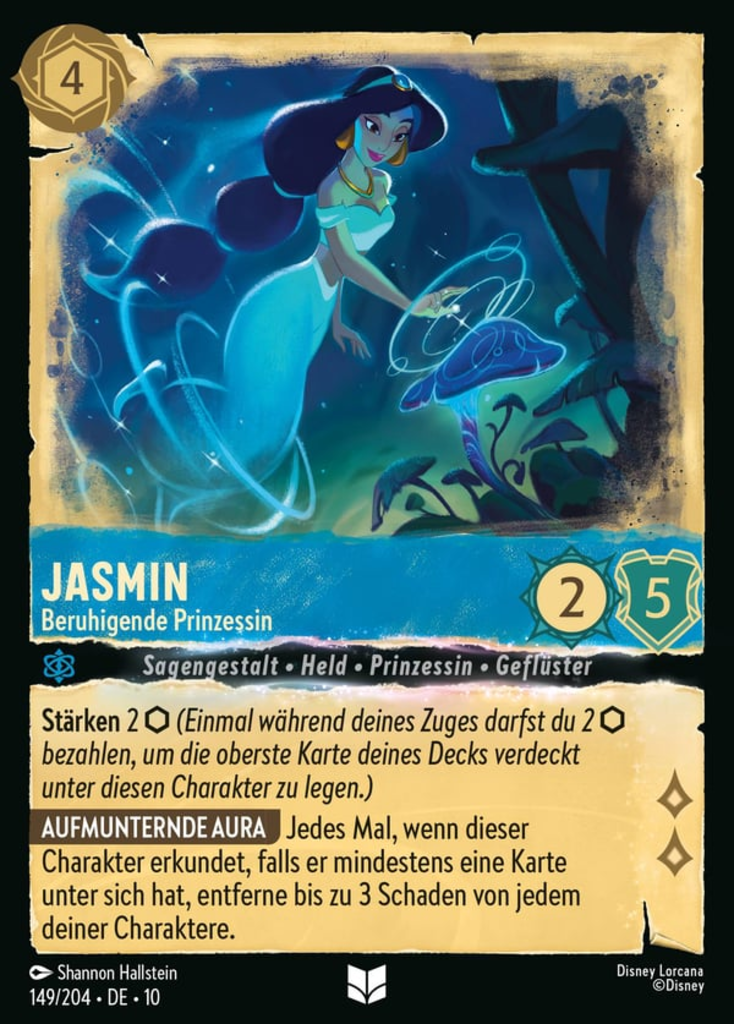 4
JASMIN
Beruhigende Prinzessin
2
5
Sagengestalt • Held • Prinzessin • Geflüster
Stärken 2 ⬡ (Einmal während deines Zuges darfst du 2 ⬡
bezahlen, um die oberste Karte deines Decks verdeckt
unter diesen Charakter zu legen.)
AUFMUNTERNDE AURA Jedes Mal, wenn dieser
Charakter erkundet, falls er mindestens eine Karte
unter sich hat, entferne bis zu 3 Schaden von jedem
deiner Charaktere.
Shannon Hallstein
149/204 • DE • 10
Disney Lorcana
©Disney